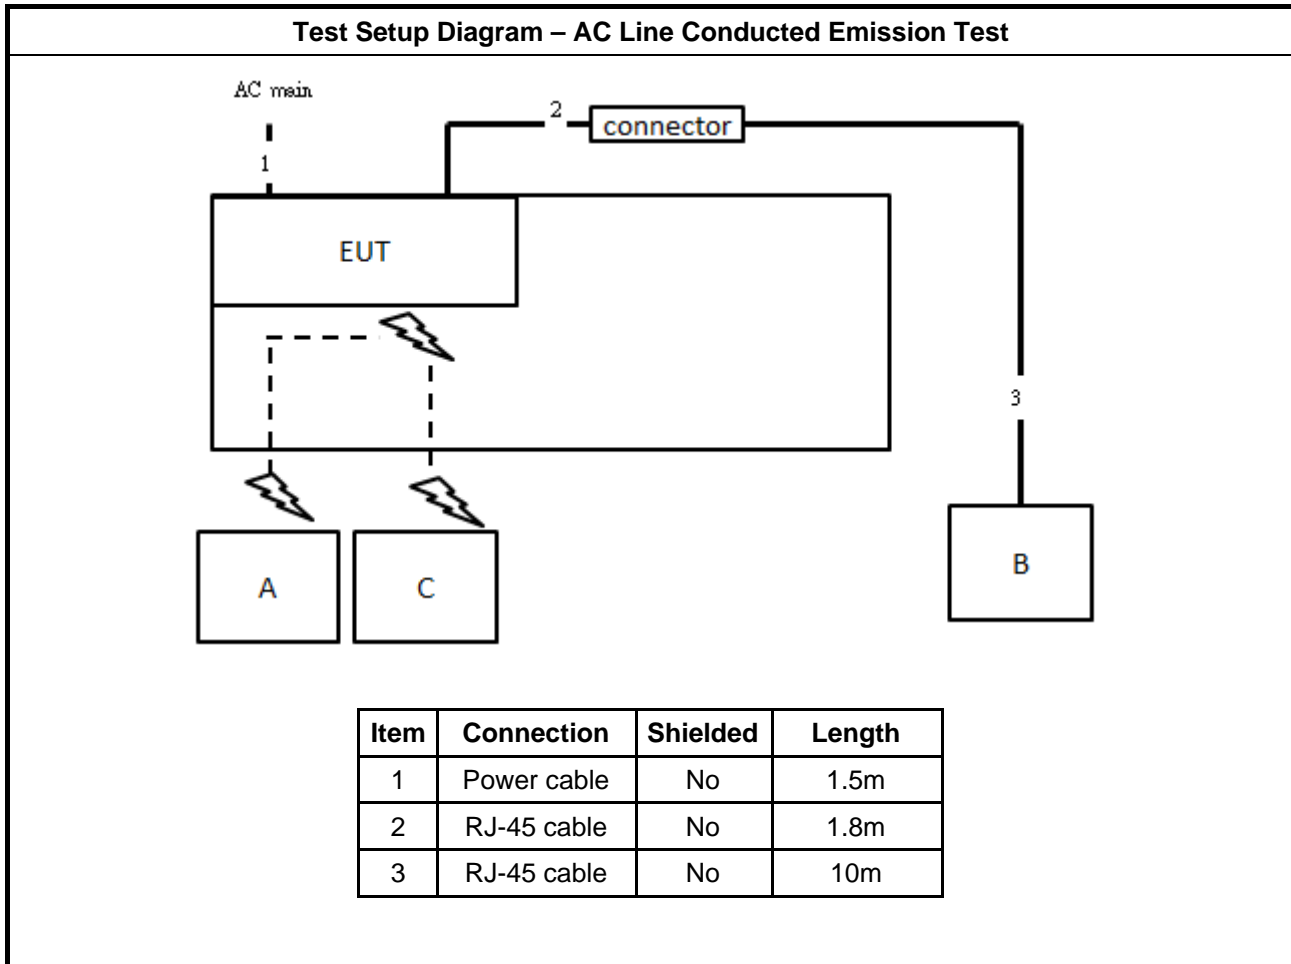 Test Setup Diagram – AC Line Conducted Emission Test
AC main
1
2
connector
EUT
3
A
C
B
Item Connection Shielded Length
1 Power cable No 1.5m
2 RJ-45 cable No 1.8m
3 RJ-45 cable No 10m